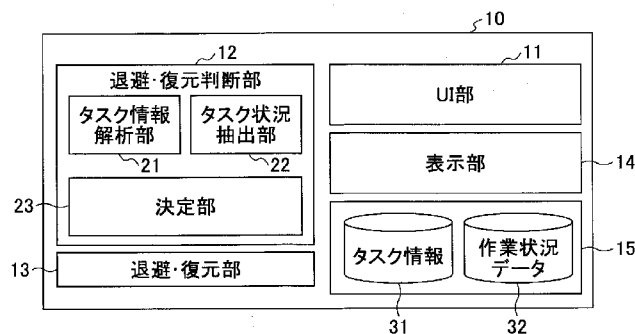 10
12
退避・復元判断部
タスク情報
解析部
21
タスク状況
抽出部
22
23
決定部
13
退避・復元部
11
UI部
表示部
14
15
タスク情報
31
作業状況
データ
32